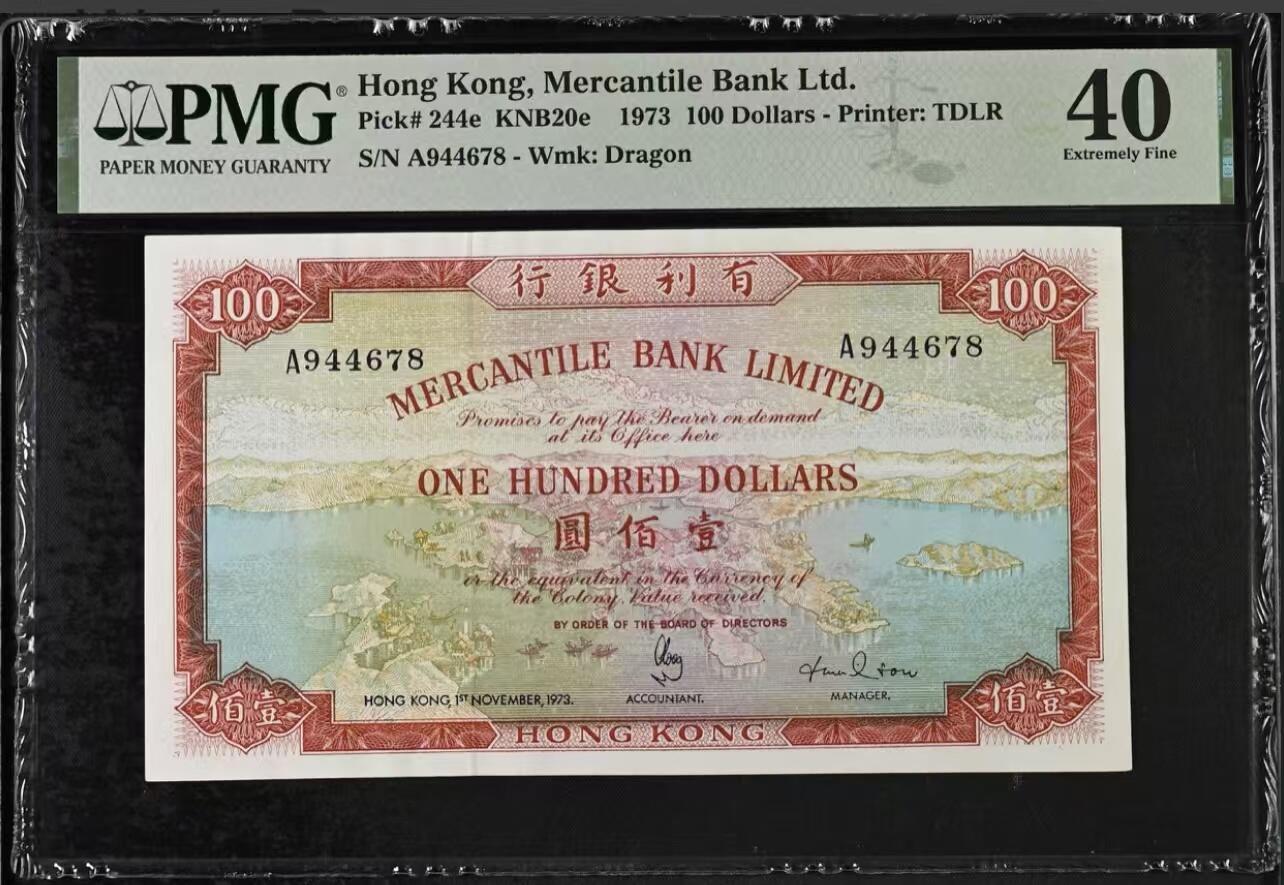 PMG®
PAPER MONEY GUARANTY
Hong Kong, Mercantile Bank Ltd.
Pick# 244e KNB20e 1973 100 Dollars - Printer: TDLR
S/N A944678 - Wmk: Dragon
40
Extremely Fine
行銀利有
100
100
A944678
A944678
MERCANTILE BANK LIMITED
Promises to pay the Bearer on demand
at its Office here
ONE HUNDRED DOLLARS
圓佰壹
or the equivalent in the Currency of
the Colony, Value received.
BY ORDER OF THE BOARD OF DIRECTORS
HONG KONG, 1ST NOVEMBER, 1973.
ACCOUNTANT.
MANAGER.
佰壹
佰壹
HONG KONG